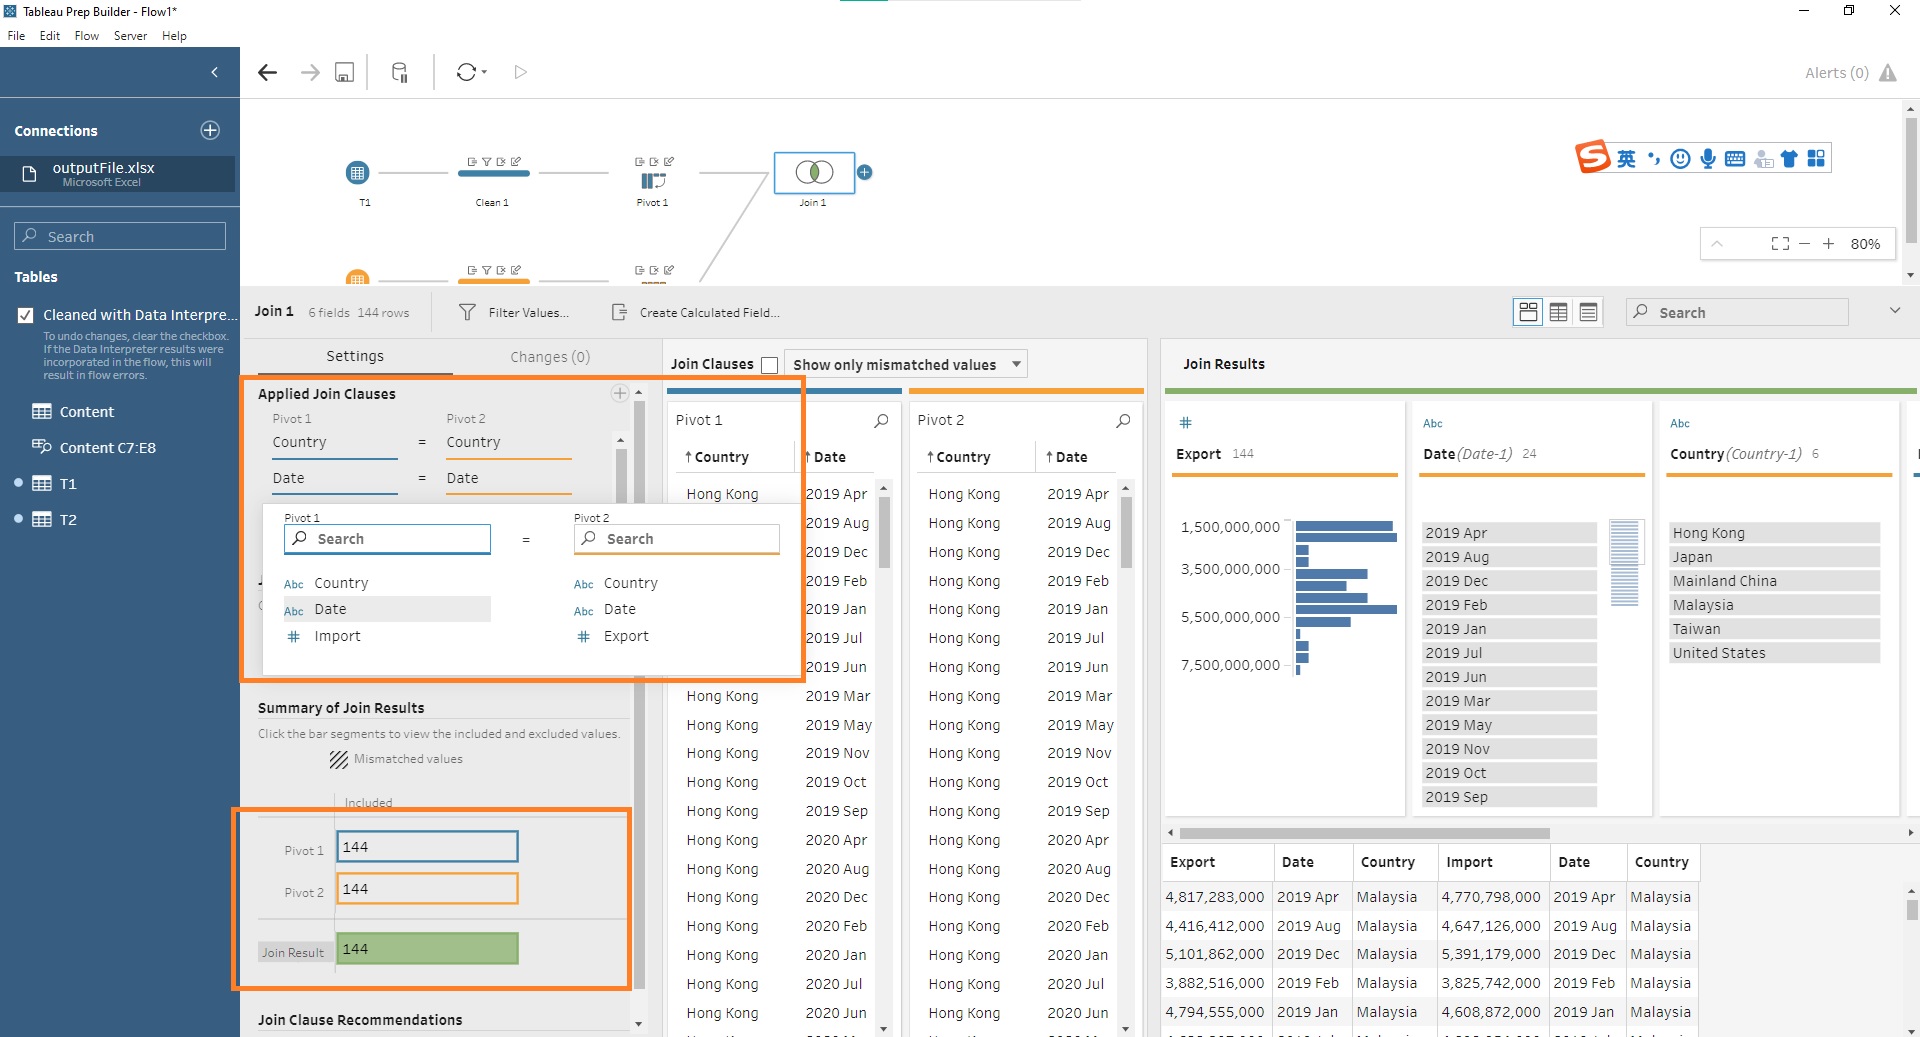 Tableau Prep Builder - Flow1*
File Edit Flow Server Help
Alerts (0)
Connections
outputFile.xlsx
Microsoft Excel
Search
Tables
Cleaned with Data Interpre...
To undo changes, clear the checkbox.
If the Data Interpreter results were
incorporated in the flow, this will
result in flow errors.
Content
Content C7:E8
T1
T2
T1 Clean 1 Pivot 1 Join 1
英
80%
Join 1 6 fields 144 rows Filter Values... Create Calculated Field... Search
Settings Changes (0)
Applied Join Clauses
Pivot 1 Pivot 2
Country = Country
Date = Date
Pivot 1 Pivot 2
Search = Search
Abc Country Abc Country
Abc Date Abc Date
# Import # Export
Summary of Join Results
Click the bar segments to view the included and excluded values.
Mismatched values
Included
Pivot 1 144
Pivot 2 144
Join Result 144
Join Clause Recommendations
Join Clauses Show only mismatched values
Pivot 1 Pivot 2
Country Date Country Date
Hong Kong 2019 Apr Hong Kong 2019 Apr
2019 Aug Hong Kong 2019 Aug
2019 Dec Hong Kong 2019 Dec
2019 Feb Hong Kong 2019 Feb
2019 Jan Hong Kong 2019 Jan
2019 Jul Hong Kong 2019 Jul
2019 Jun Hong Kong 2019 Jun
Hong Kong 2019 Mar Hong Kong 2019 Mar
Hong Kong 2019 May Hong Kong 2019 May
Hong Kong 2019 Nov Hong Kong 2019 Nov
Hong Kong 2019 Oct Hong Kong 2019 Oct
Hong Kong 2019 Sep Hong Kong 2019 Sep
Hong Kong 2020 Apr Hong Kong 2020 Apr
Hong Kong 2020 Aug Hong Kong 2020 Aug
Hong Kong 2020 Dec Hong Kong 2020 Dec
Hong Kong 2020 Feb Hong Kong 2020 Feb
Hong Kong 2020 Jan Hong Kong 2020 Jan
Hong Kong 2020 Jul Hong Kong 2020 Jul
Hong Kong 2020 Jun Hong Kong 2020 Jun
Join Results
# Abc Abc
Export 144 Date(Date-1) 24 Country(Country-1) 6
1,500,000,000
3,500,000,000
5,500,000,000
7,500,000,000
2019 Apr
2019 Aug
2019 Dec
2019 Feb
2019 Jan
2019 Jul
2019 Jun
2019 Mar
2019 May
2019 Nov
2019 Oct
2019 Sep
Hong Kong
Japan
Mainland China
Malaysia
Taiwan
United States
Export Date Country Import Date Country
4,817,283,000 2019 Apr Malaysia 4,770,798,000 2019 Apr Malaysia
4,416,412,000 2019 Aug Malaysia 4,647,126,000 2019 Aug Malaysia
5,101,862,000 2019 Dec Malaysia 5,391,179,000 2019 Dec Malaysia
3,882,516,000 2019 Feb Malaysia 3,825,742,000 2019 Feb Malaysia
4,794,555,000 2019 Jan Malaysia 4,608,872,000 2019 Jan Malaysia